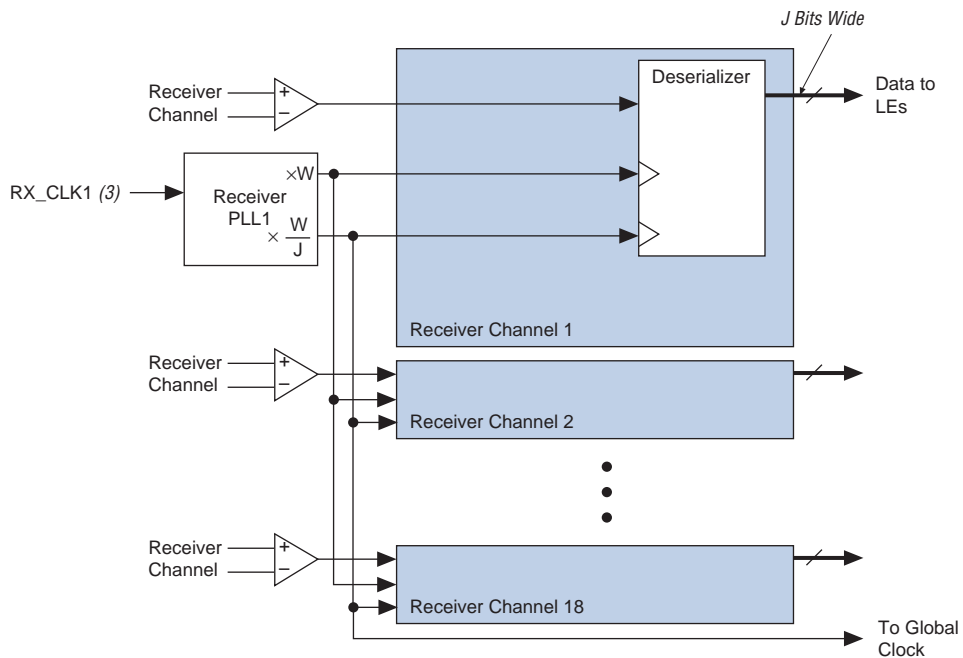 J Bits Wide
Receiver
Channel
+
−
Deserializer
Data to
LEs
RX_CLK1 (3)
Receiver
PLL1
×W
× W
J
Receiver Channel 1
Receiver
Channel
+
−
Receiver Channel 2
Receiver
Channel
+
−
Receiver Channel 18
To Global
Clock